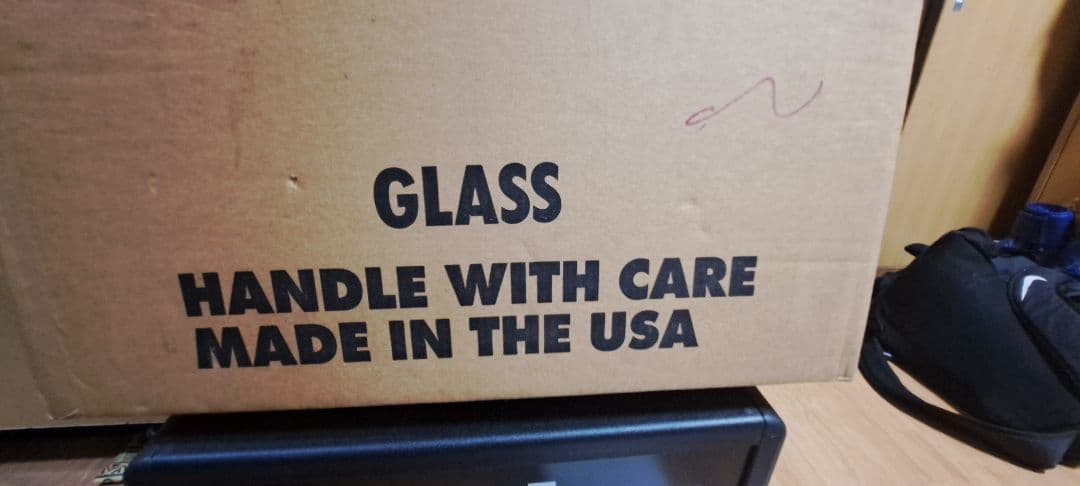 GLASS
HANDLE WITH CARE
MADE IN THE USA